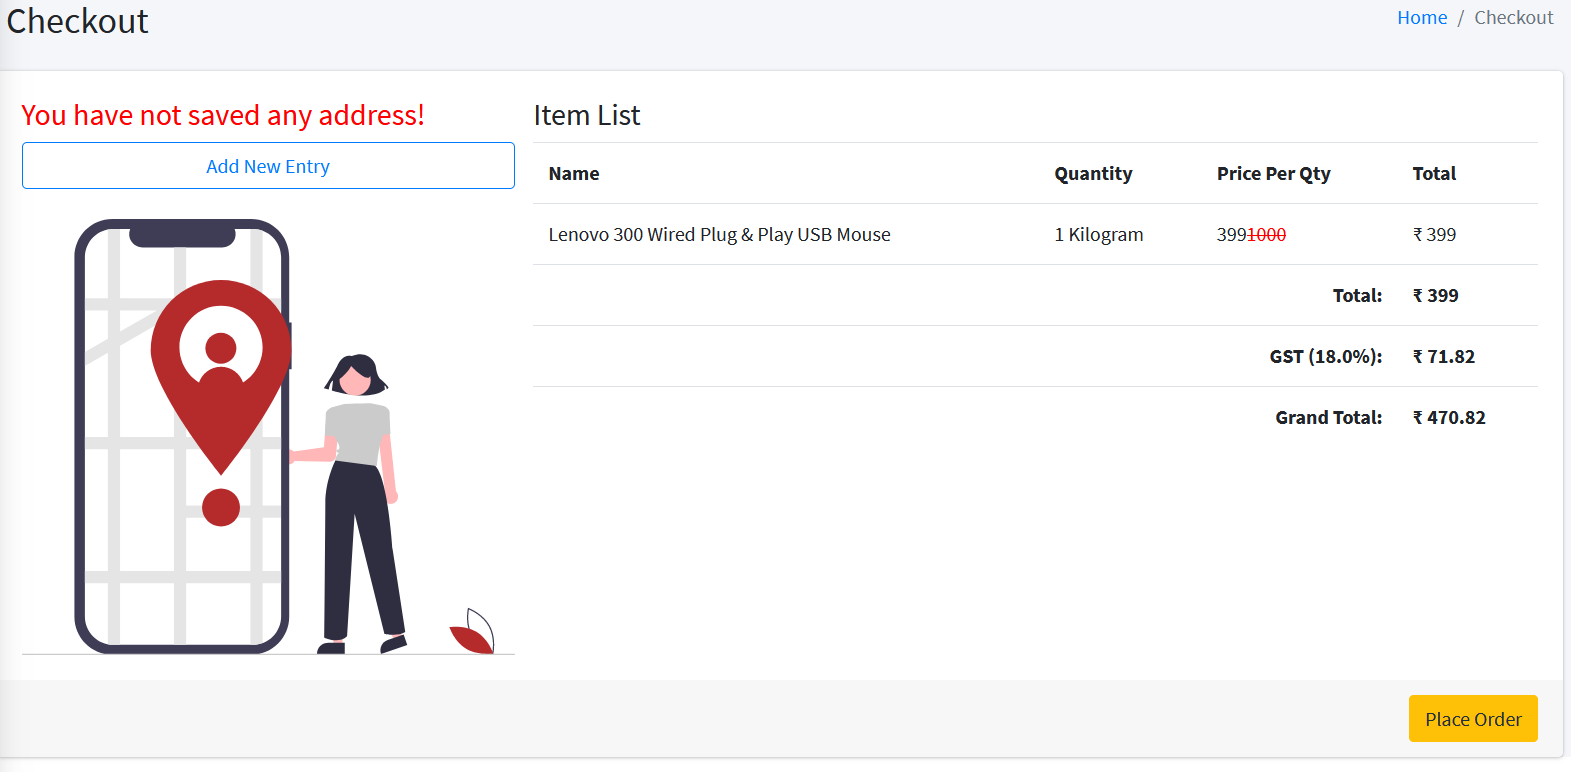 Checkout
Home / Checkout
You have not saved any address!
Add New Entry
Item List
Name Quantity Price Per Qty Total
Lenovo 300 Wired Plug & Play USB Mouse 1 Kilogram 3991000 ₹ 399
Total: ₹ 399
GST (18.0%): ₹ 71.82
Grand Total: ₹ 470.82
Place Order